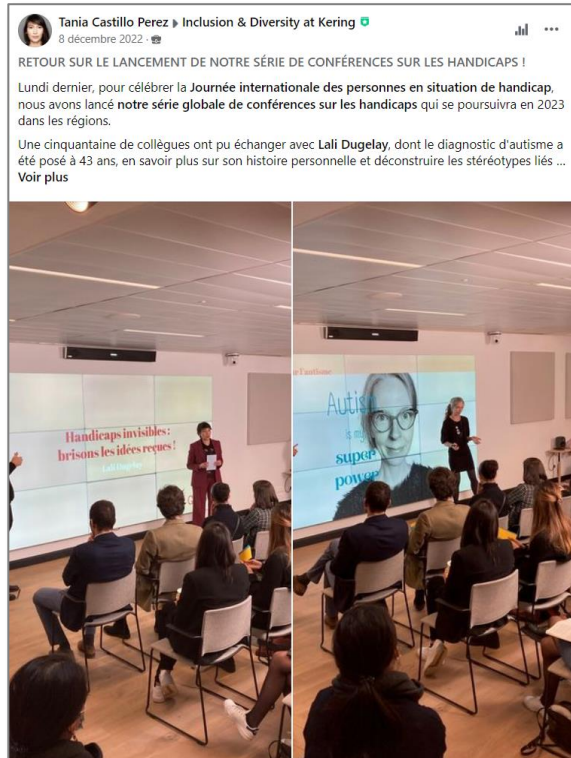 Tania Castillo Perez ▸ Inclusion & Diversity at Kering
8 décembre 2022 ·
RETOUR SUR LE LANCEMENT DE NOTRE SÉRIE DE CONFÉRENCES SUR LES HANDICAPS !
Lundi dernier, pour célébrer la Journée internationale des personnes en situation de handicap,
nous avons lancé notre série globale de conférences sur les handicaps qui se poursuivra en 2023
dans les régions.
Une cinquantaine de collègues ont pu échanger avec Lali Dugelay, dont le diagnostic d'autisme a
été posé à 43 ans, en savoir plus sur son histoire personnelle et déconstruire les stéréotypes liés ...
Voir plus
Handicaps invisibles :
brisons les idées reçues !
Lali Dugelay
l'autisme
Autism
is my
super
power